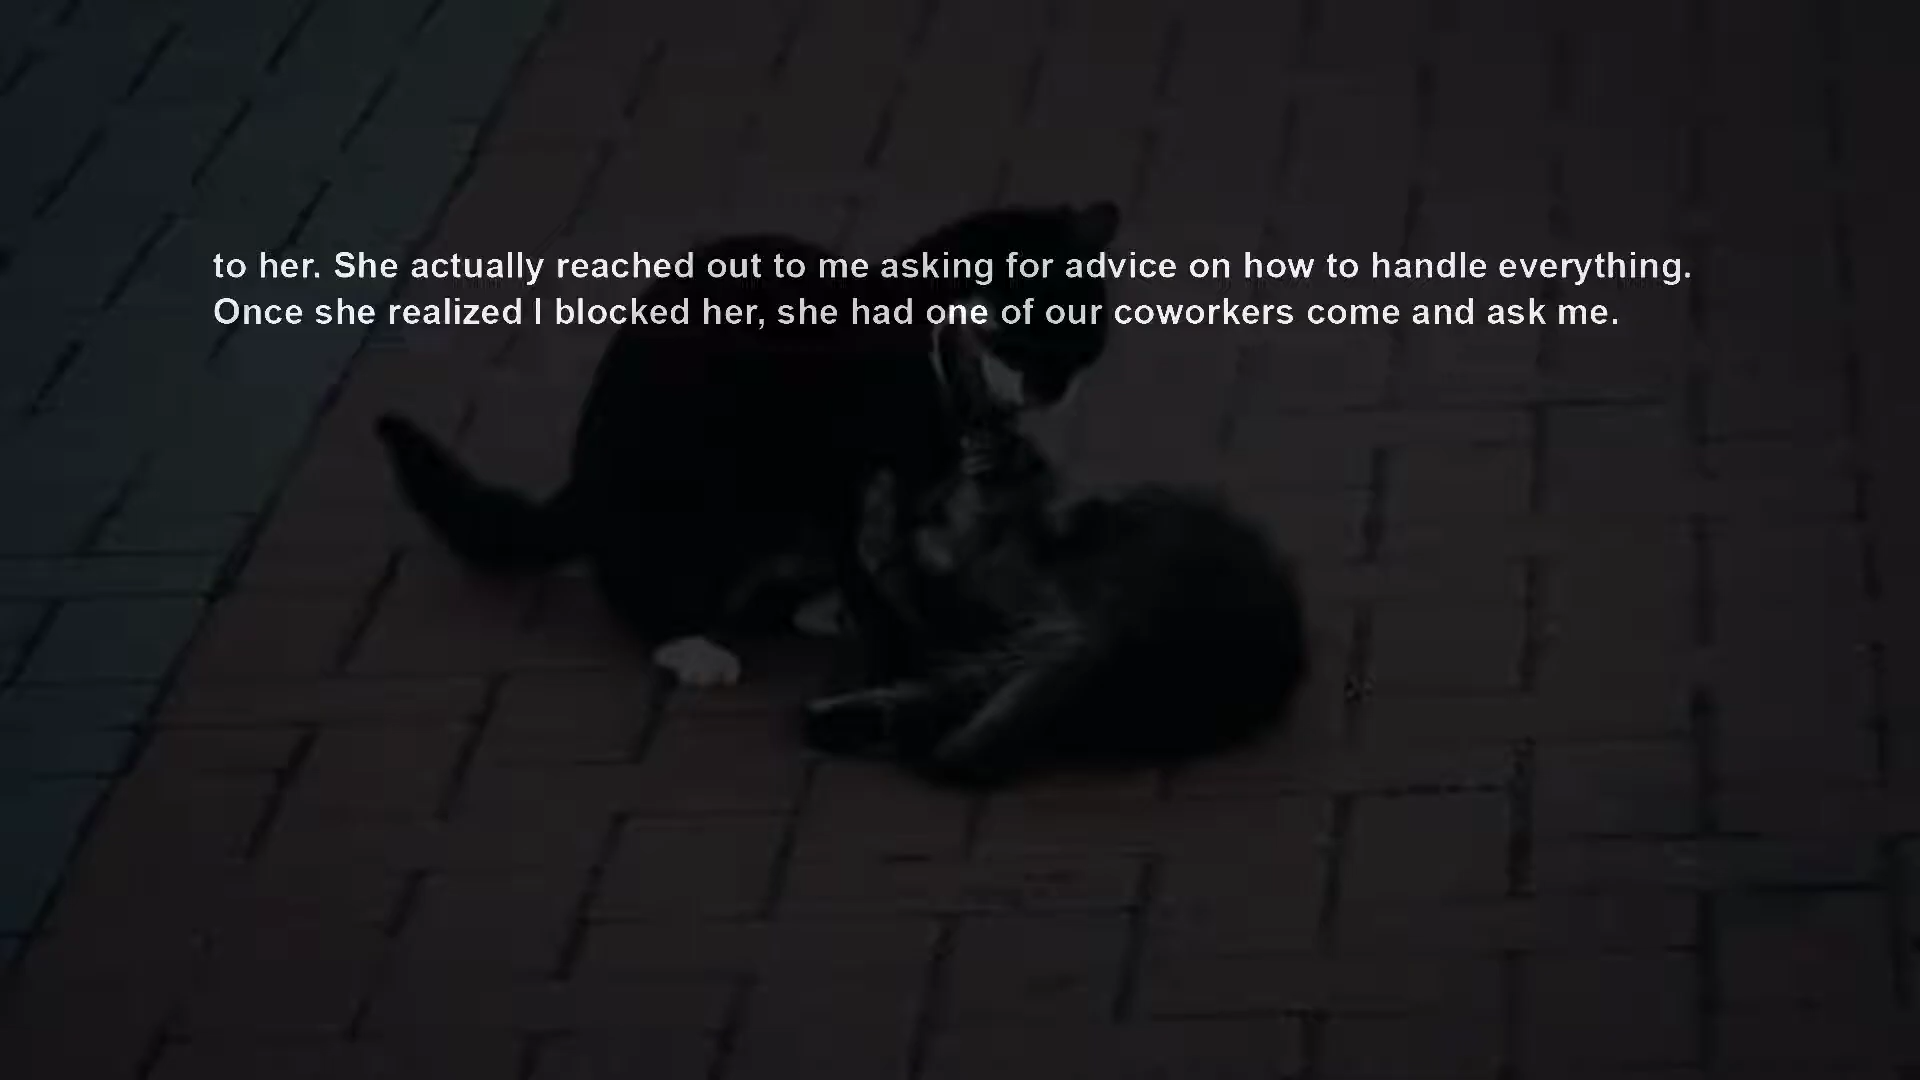 to her. She actually reached out to me asking for advice on how to handle everything.
Once she realized I blocked her, she had one of our coworkers come and ask me.